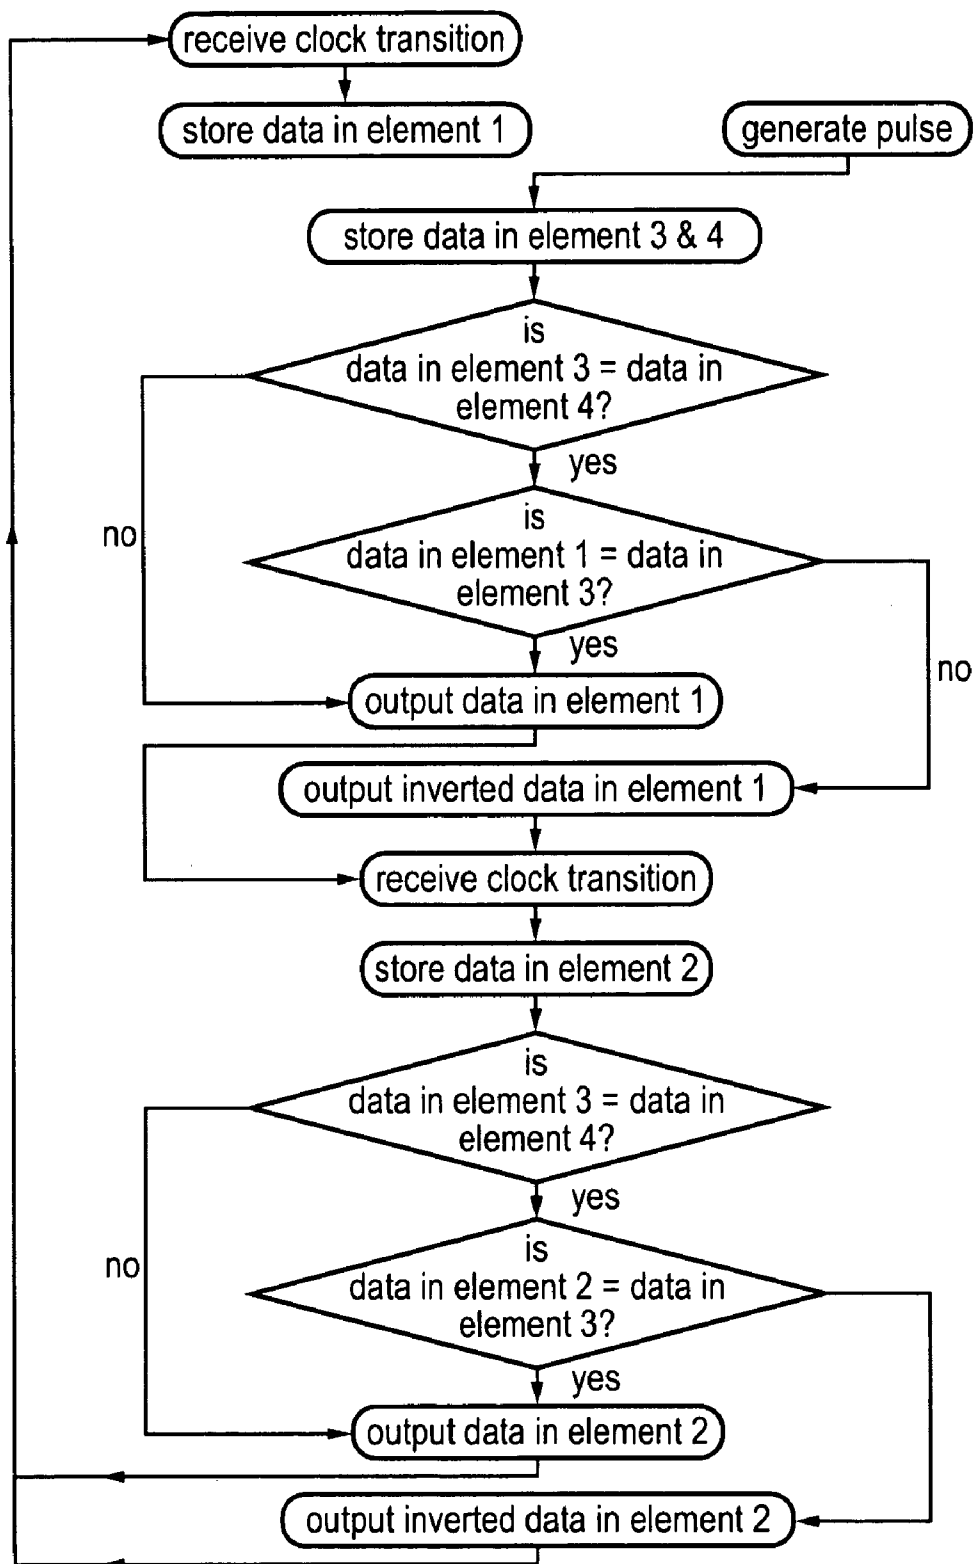 receive clock transition
store data in element 1
generate pulse
store data in element 3 & 4
is
data in element 3 = data in
element 4?
yes
no
is
data in element 1 = data in
element 3?
yes
no
output data in element 1
output inverted data in element 1
receive clock transition
store data in element 2
is
data in element 3 = data in
element 4?
yes
no
is
data in element 2 = data in
element 3?
yes
output data in element 2
output inverted data in element 2